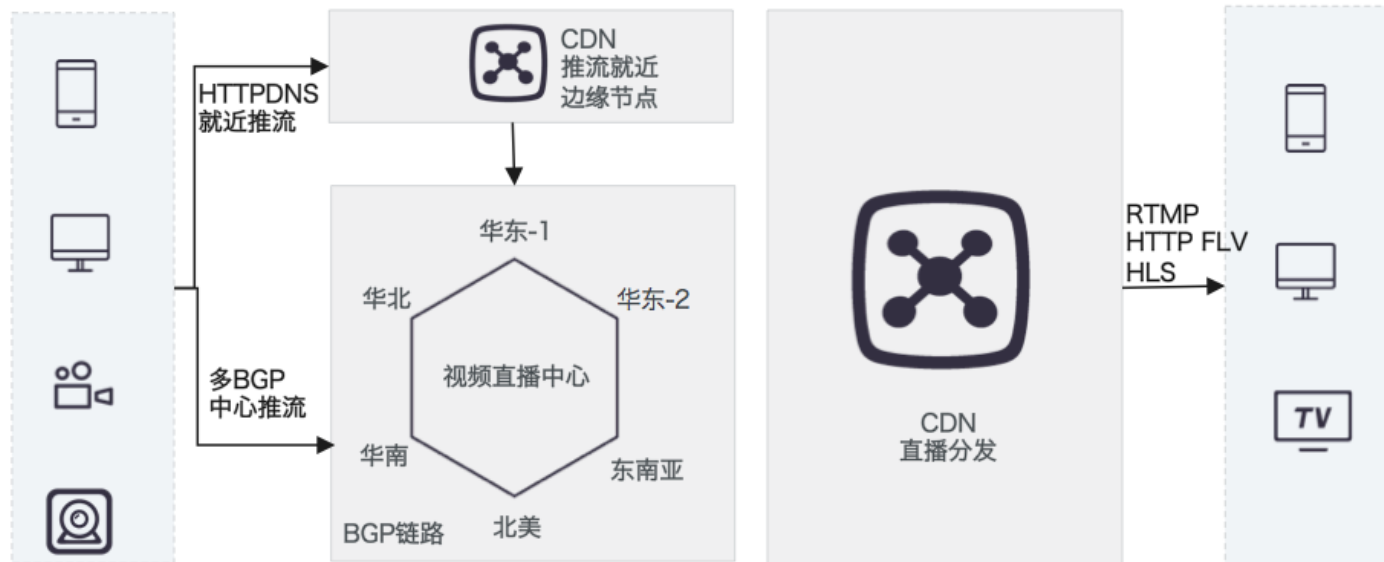 HTTPDNS
就近推流
CDN
推流就近
边缘节点
多BGP
中心推流
华东-1
华北
华东-2
视频直播中心
华南
东南亚
北美
BGP链路
CDN
直播分发
RTMP
HTTP FLV
HLS
TV